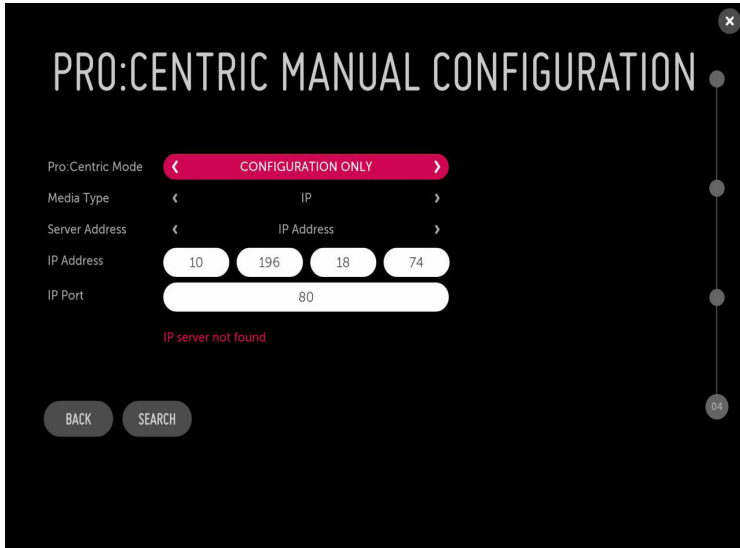 PRO:CENTRIC MANUAL CONFIGURATION
Pro:Centric Mode CONFIGURATION ONLY
Media Type IP
Server Address IP Address
IP Address 10 196 18 74
IP Port 80
IP server not found
BACK SEARCH
04